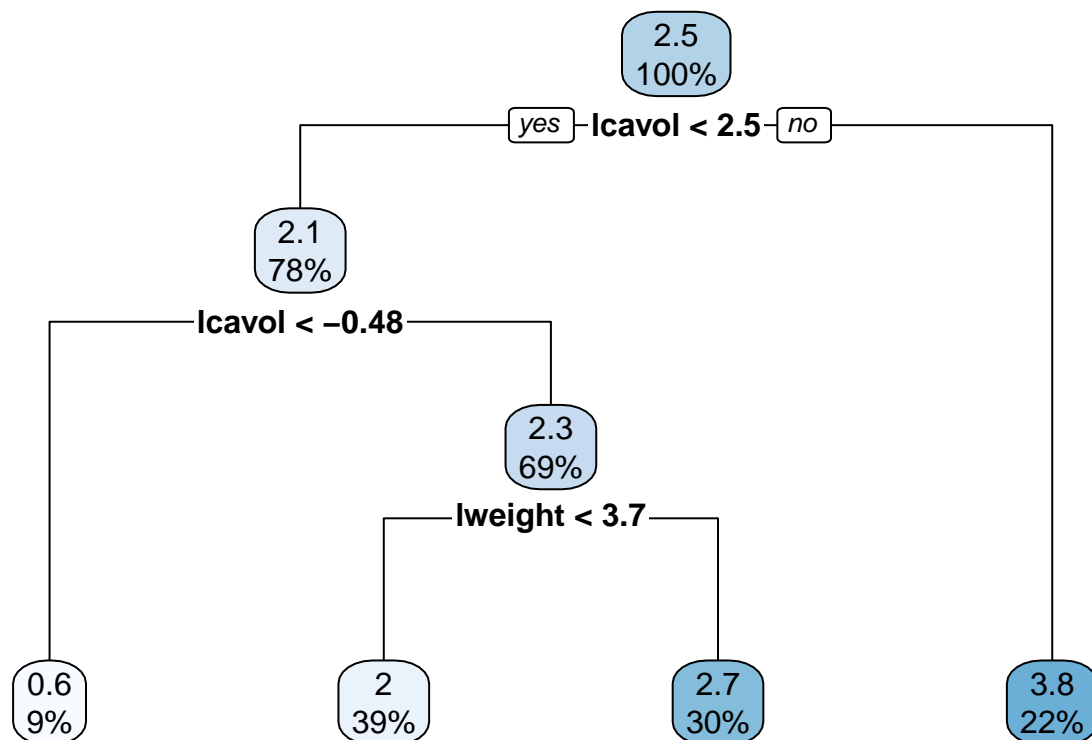 2.5
100%
yes lcavol < 2.5 no
2.1
78%
lcavol < −0.48
2.3
69%
lweight < 3.7
0.6 2 2.7 3.8
9% 39% 30% 22%